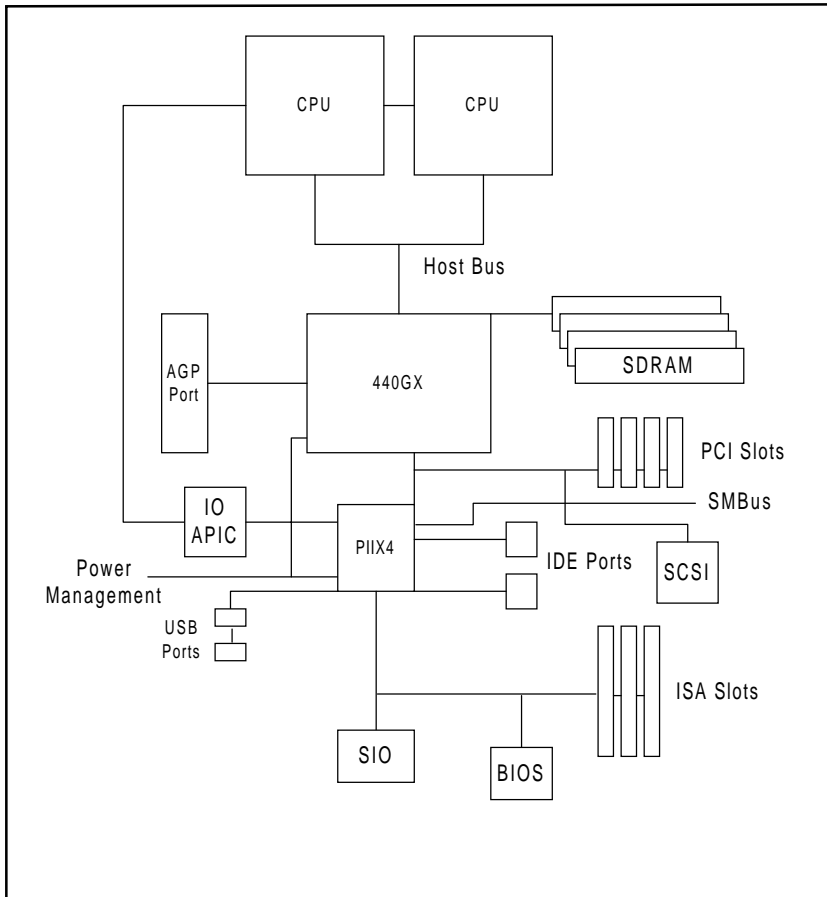 CPU
CPU
Host Bus
AGP
Port
440GX
SDRAM
PCI Slots
SMBus
IO
APIC
PIIX4
IDE Ports
SCSI
Power
Management
USB
Ports
ISA Slots
SIO
BIOS